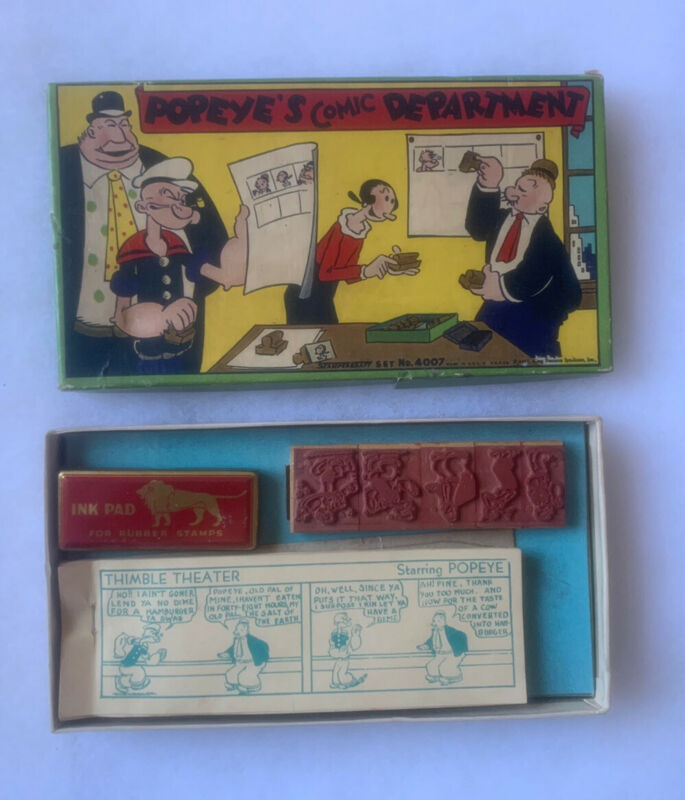 POPEYE'S COMIC DEPARTMENT
STAMPERKRAFT SET NO. 4007
INK PAD
FOR RUBBER STAMPS
THIMBLE THEATER
Starring POPEYE
NO!! I AIN'T GONER
LEND YA NO DIME
FOR A HAMBURGER
YA SWAB
POPEYE, OLD PAL OF
MINE, I HAVEN'T EATEN
IN FORTY-EIGHT HOURS, MY
OLD PAL, THE SALT OF
THE EARTH
OH, WELL, SINCE YA
PUTS IT THAT WAY,
I SUPPOSE I KIN LET YA
HAVE A
DIME
AH! FINE, THANK
YOU TOO MUCH. AND
NOW FOR THE TASTE
OF A COW
CONVERTED
INTO HAM-
BURGER